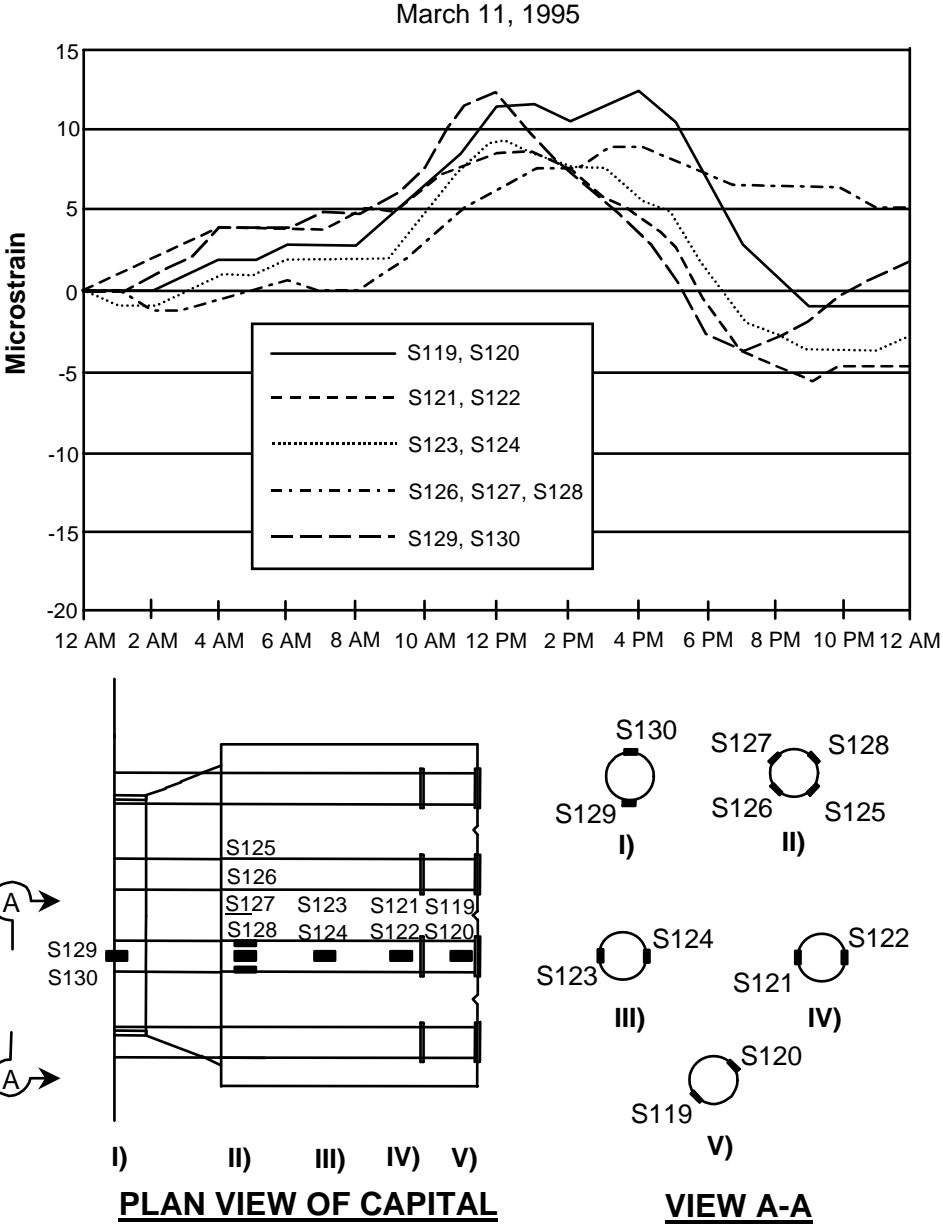 March 11, 1995
15
10
5
0
-5
-10
-15
-20
Microstrain
S119, S120
S121, S122
S123, S124
S126, S127, S128
S129, S130
12 AM 2 AM 4 AM 6 AM 8 AM 10 AM 12 PM 2 PM 4 PM 6 PM 8 PM 10 PM 12 AM
S125
S126
S127 S123 S121 S119
S128 S124 S122 S120
A
S129
S130
A
I) II) III) IV) V)
PLAN VIEW OF CAPITAL
S130
S129
I)
S127 S128
S126 S125
II)
S124
S123
III)
S122
S121
IV)
S120
S119
V)
VIEW A-A